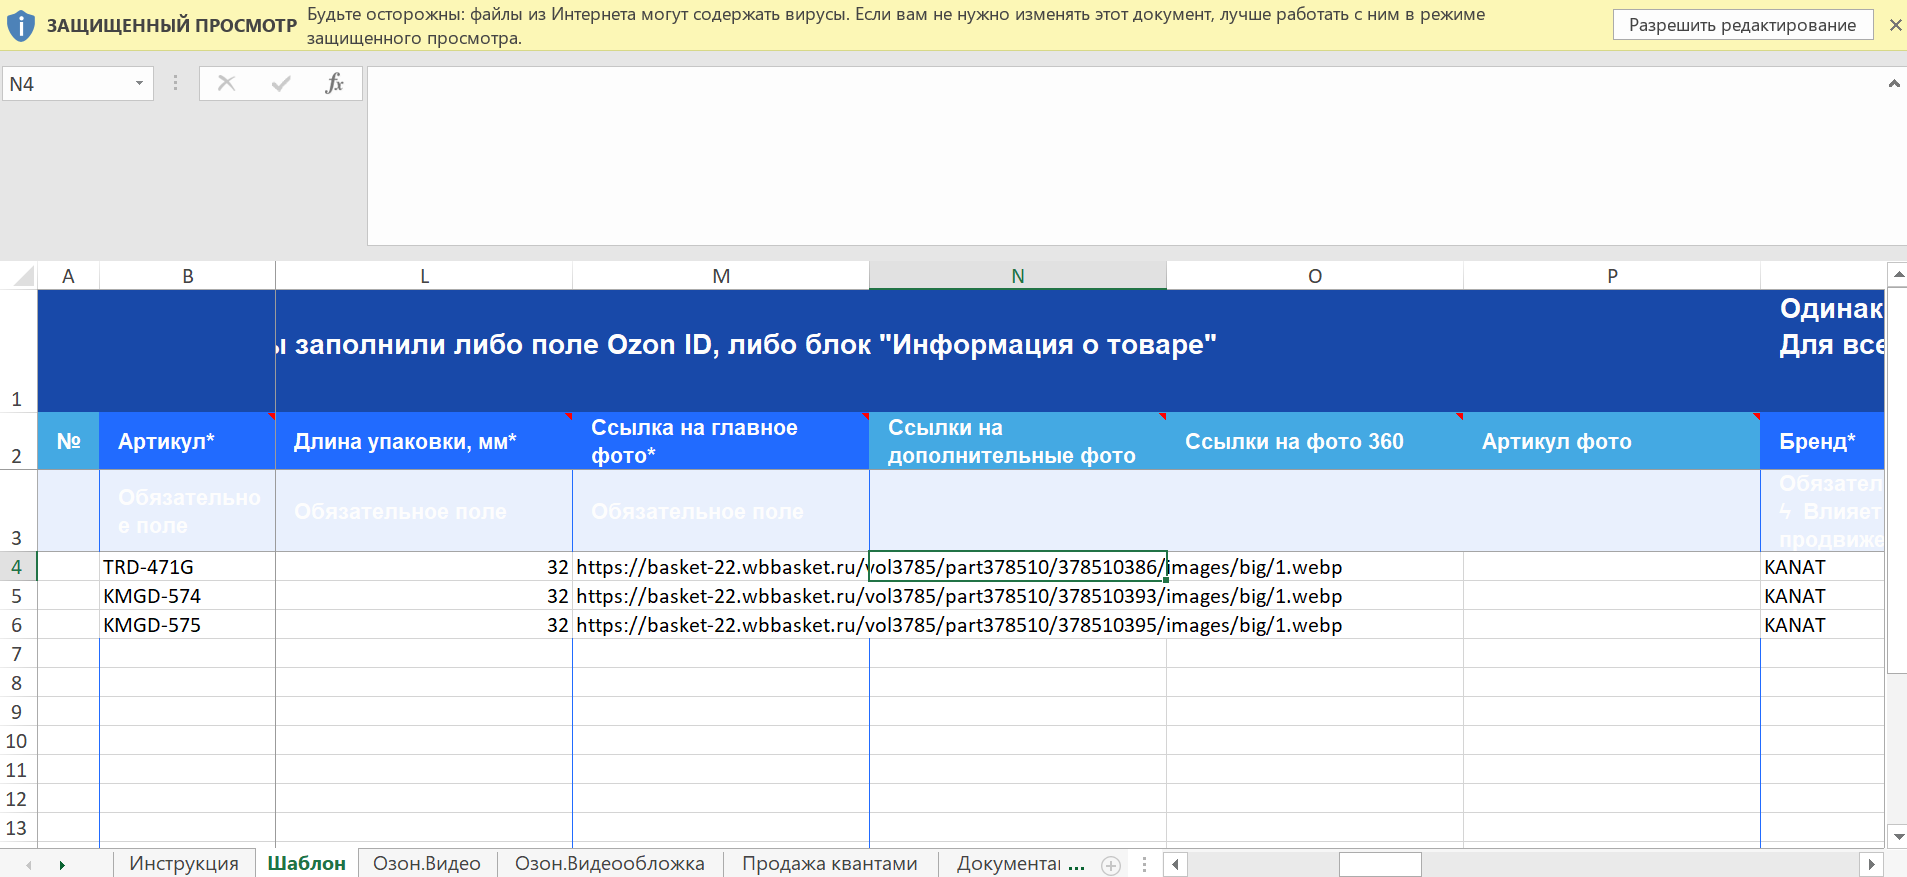 ЗАЩИЩЕННЫЙ ПРОСМОТР
Будьте осторожны: файлы из Интернета могут содержать вирусы. Если вам не нужно изменять этот документ, лучше работать с ним в режиме
защищенного просмотра.
Разрешить редактирование
N4
fx
A B L M N O P
1
ы заполнили либо поле Ozon ID, либо блок "Информация о товаре"
Одинак
Для все
2
№
Артикул*
Длина упаковки, мм*
Ссылка на главное
фото*
Ссылки на
дополнительные фото
Ссылки на фото 360
Артикул фото
Бренд*
3
Обязательно
е поле
Обязательное поле
Обязательное поле
Обязател
ϟ Влияет
продвиже
4 TRD-471G 32 https://basket-22.wbbasket.ru/vol3785/part378510/378510386/images/big/1.webp KANAT
5 KMGD-574 32 https://basket-22.wbbasket.ru/vol3785/part378510/378510393/images/big/1.webp KANAT
6 KMGD-575 32 https://basket-22.wbbasket.ru/vol3785/part378510/378510395/images/big/1.webp KANAT
7
8
9
10
11
12
13
Инструкция Шаблон Озон.Видео Озон.Видеообложка Продажа квантами Документаı ...